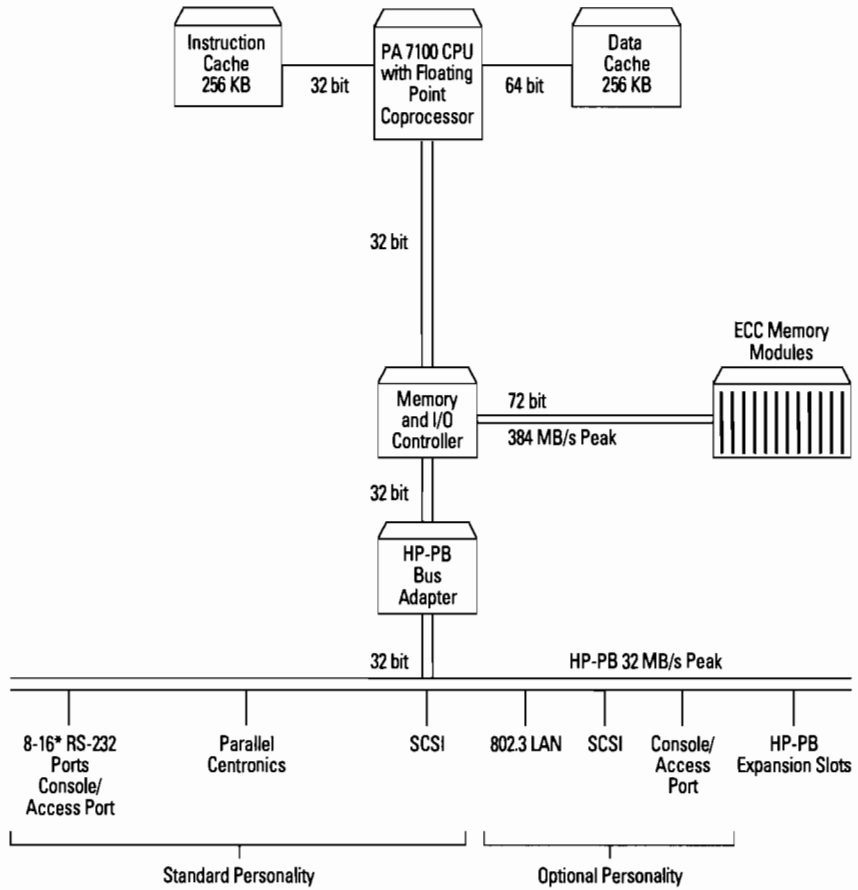 Instruction
Cache
256 KB
32 bit
PA 7100 CPU
with Floating
Point
Coprocessor
64 bit
Data
Cache
256 KB
32 bit
ECC Memory
Modules
Memory
and I/O
Controller
72 bit
384 MB/s Peak
32 bit
HP-PB
Bus
Adapter
32 bit
HP-PB 32 MB/s Peak
8-16* RS-232
Ports
Console/
Access Port
Parallel
Centronics
SCSI
802.3 LAN
SCSI
Console/
Access
Port
HP-PB
Expansion Slots
Standard Personality
Optional Personality